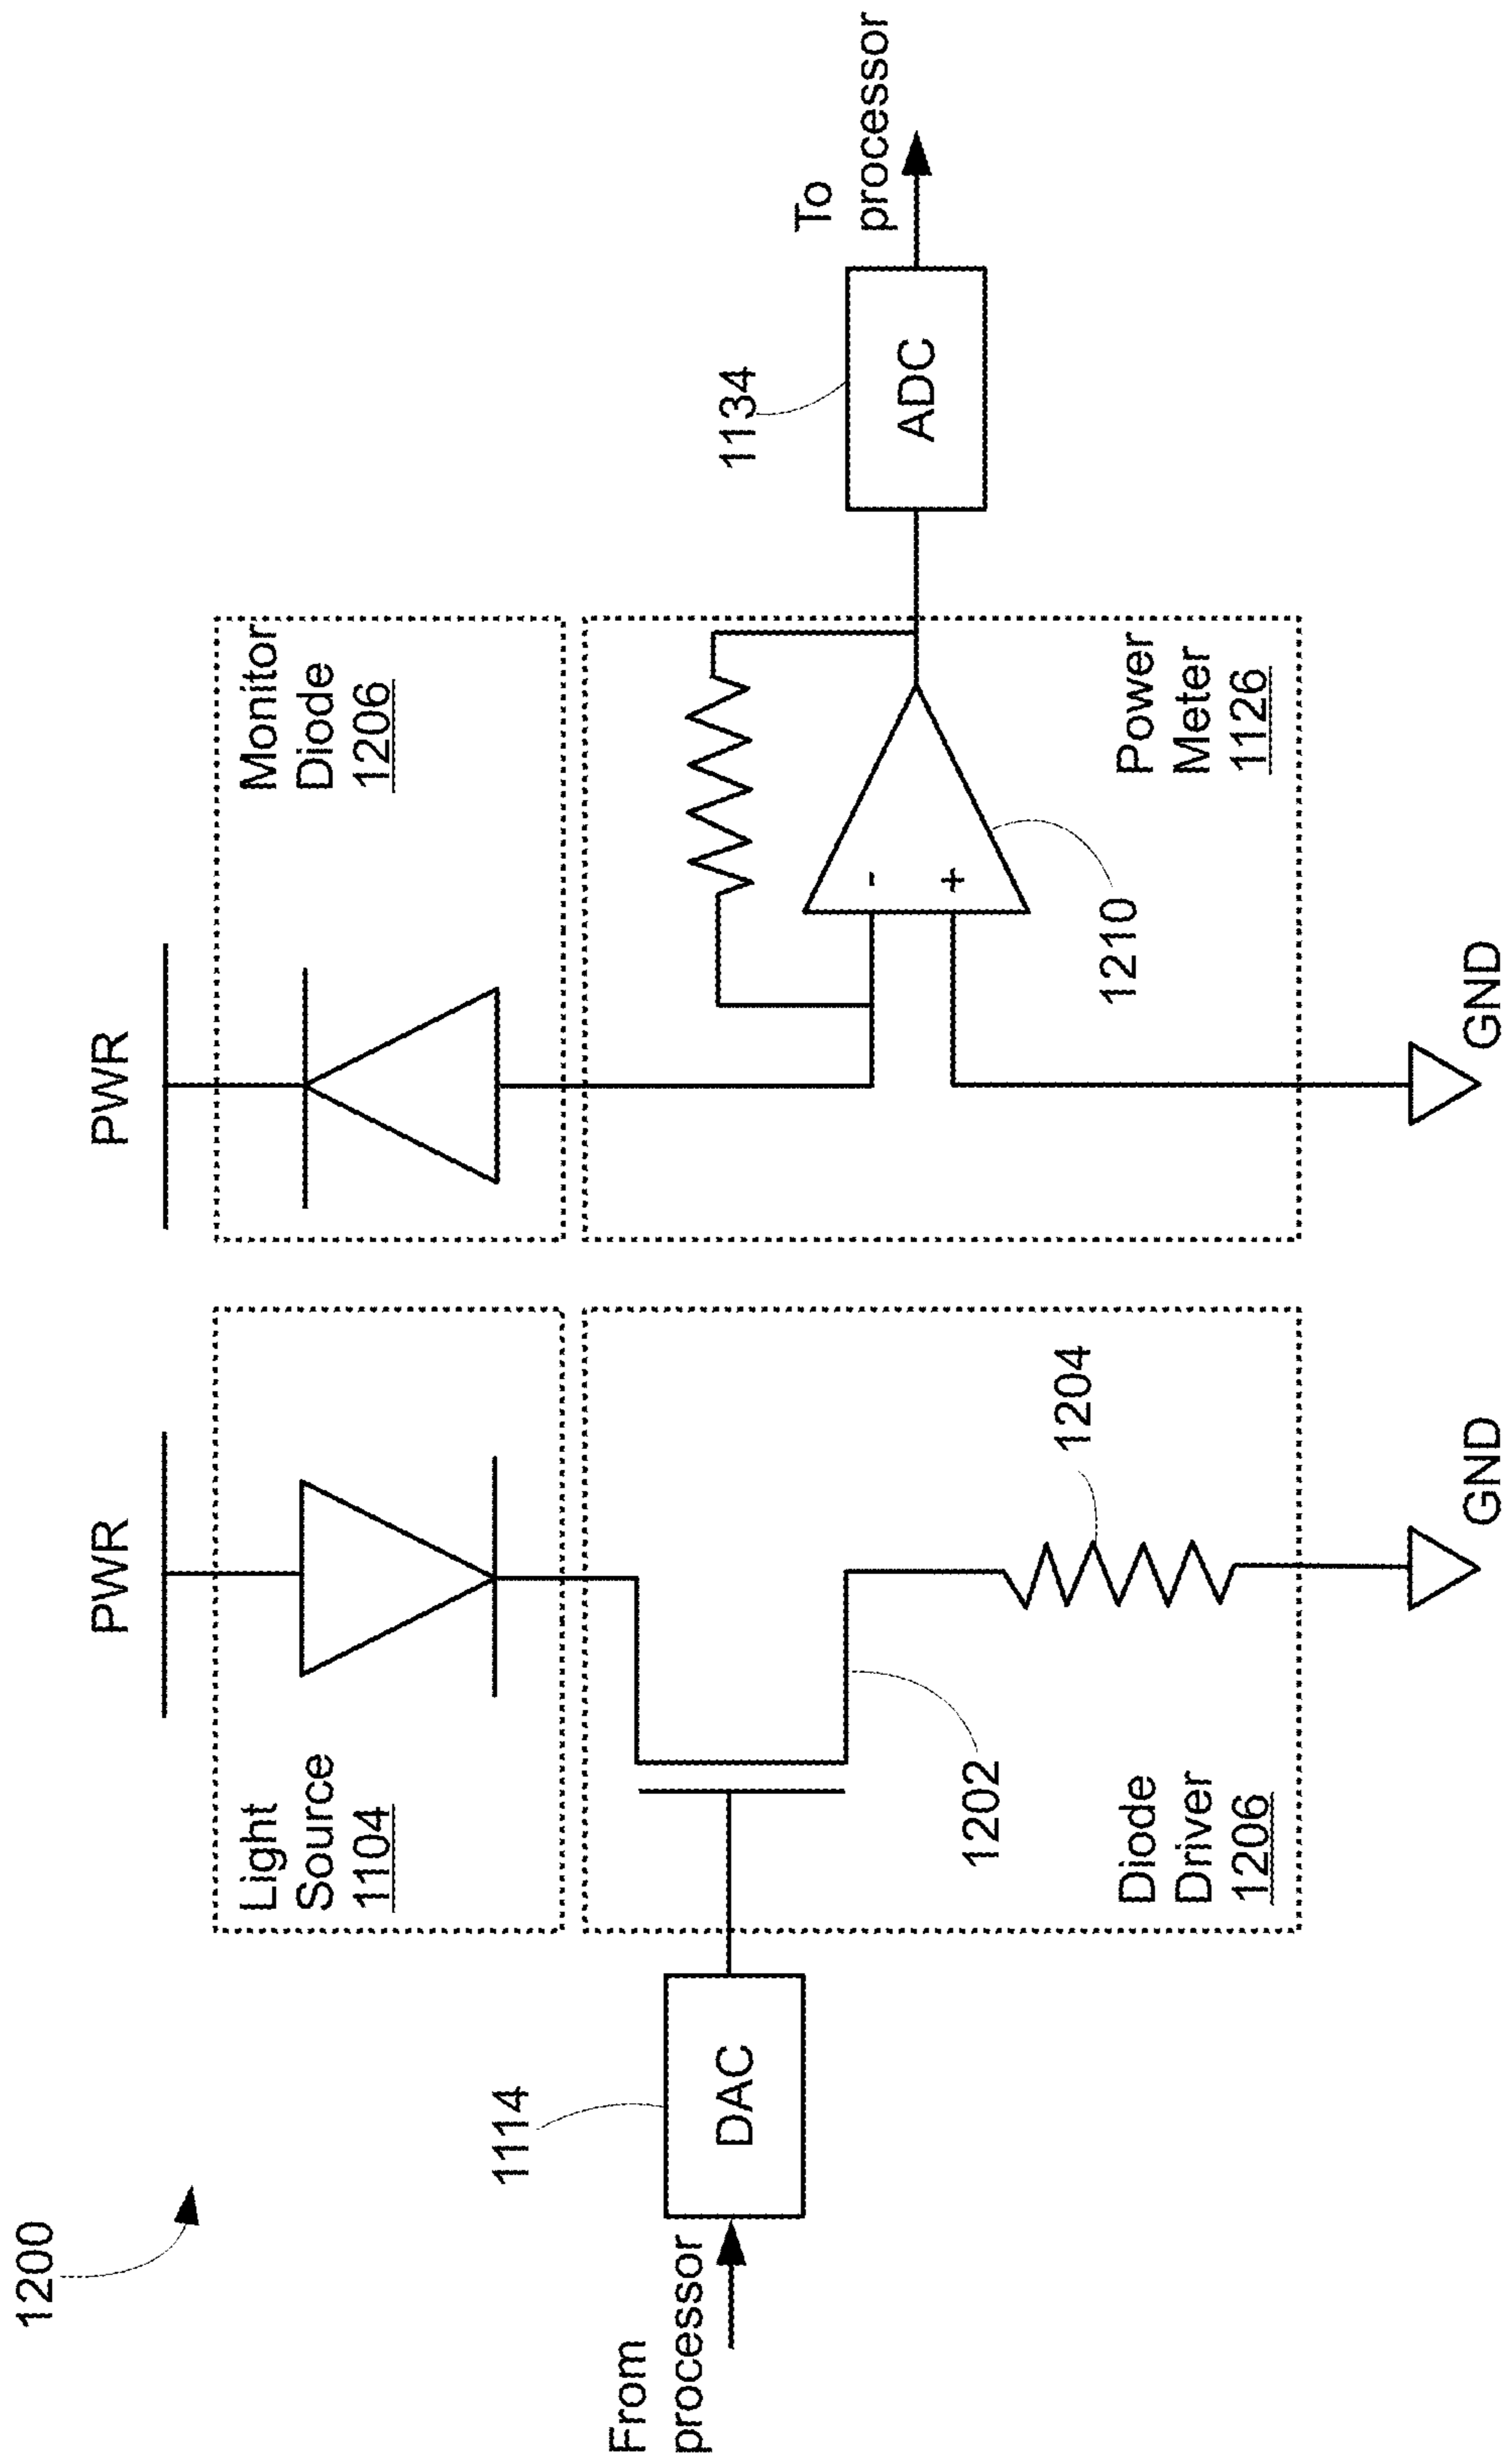 1200
PWR
PWR
Light
Source
1104
Monitor
Diode
1206
1114
From
processor
DAC
1202
1204
Diode
Driver
1206
GND
-
+
1210
Power
Meter
1126
GND
1134
ADC
To
processor